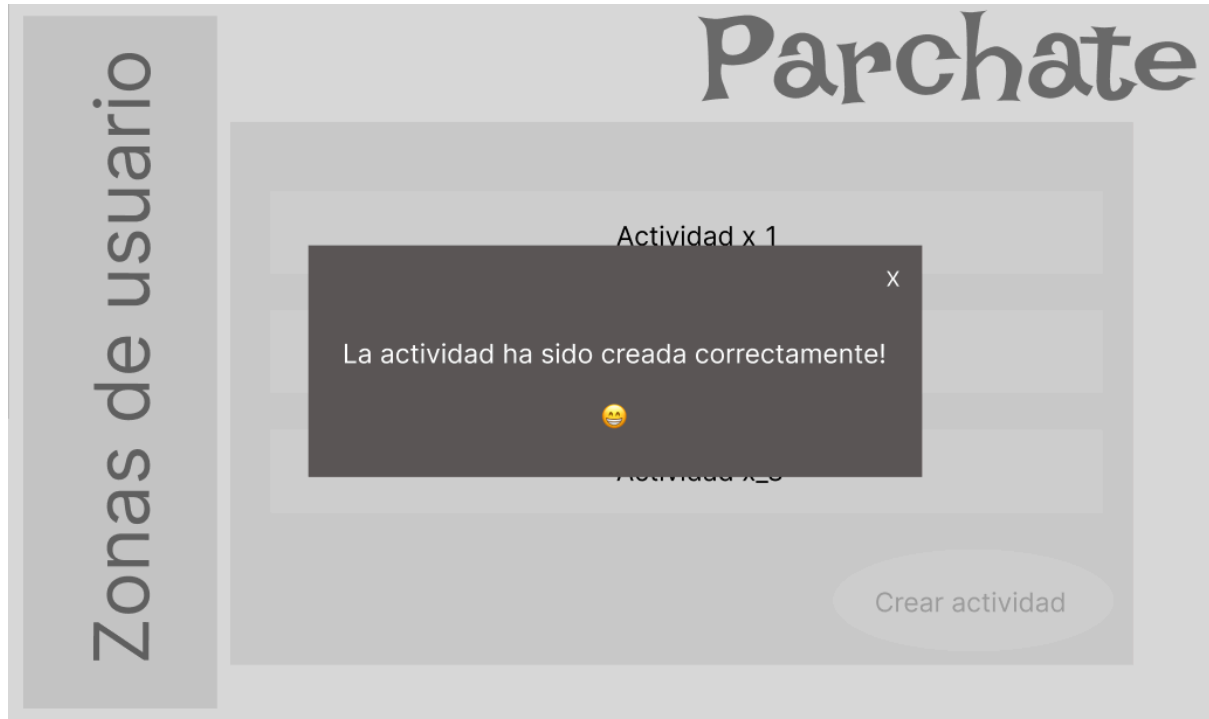 Parchate
Zonas de usuario
Actividad x 1
X
La actividad ha sido creada correctamente!
😁
Crear actividad